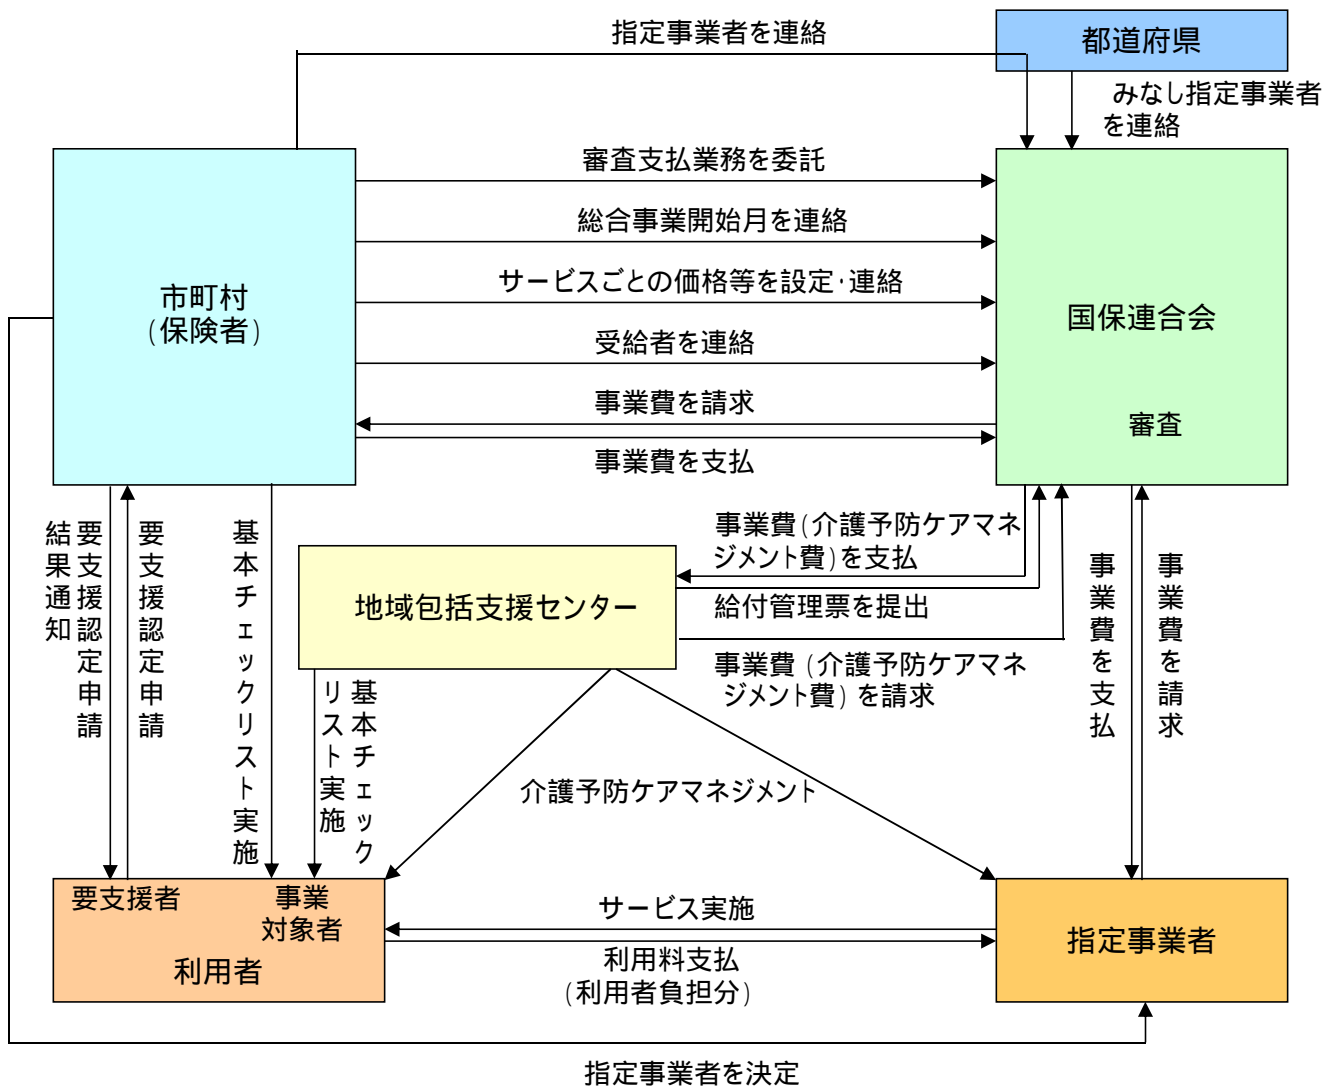 指定事業者を連絡
都道府県
みなし指定事業者
を連絡
審査支払業務を委託
総合事業開始月を連絡
サービスごとの価格等を設定・連絡
市町村
(保険者)
国保連合会
受給者を連絡
事業費を請求
審査
事業費を支払
要支援認定申請
結果通知
要支援認定申請
基本チェックリスト実施
事業費(介護予防ケアマネ
ジメント費)を支払
地域包括支援センター
給付管理票を提出
事業費(介護予防ケアマネ
ジメント費)を請求
事業費を支払
事業費を請求
基本チェック
リスト実施
介護予防ケアマネジメント
要支援者
事業
対象者
利用者
サービス実施
利用料支払
(利用者負担分)
指定事業者
指定事業者を決定